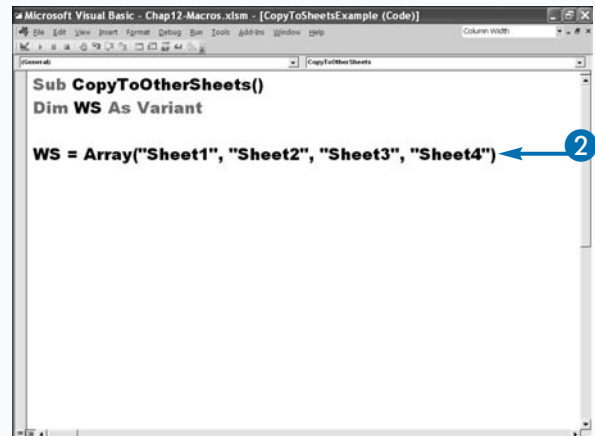 Microsoft Visual Basic - Chap12-Macros.xlsm - [CopyToSheetsExample (Code)]
File Edit View Insert Format Debug Run Tools Add-Ins Window Help
Column Width
(General)
CopyToOtherSheets
Sub CopyToOtherSheets()
Dim WS As Variant
WS = Array("Sheet1", "Sheet2", "Sheet3", "Sheet4")
2